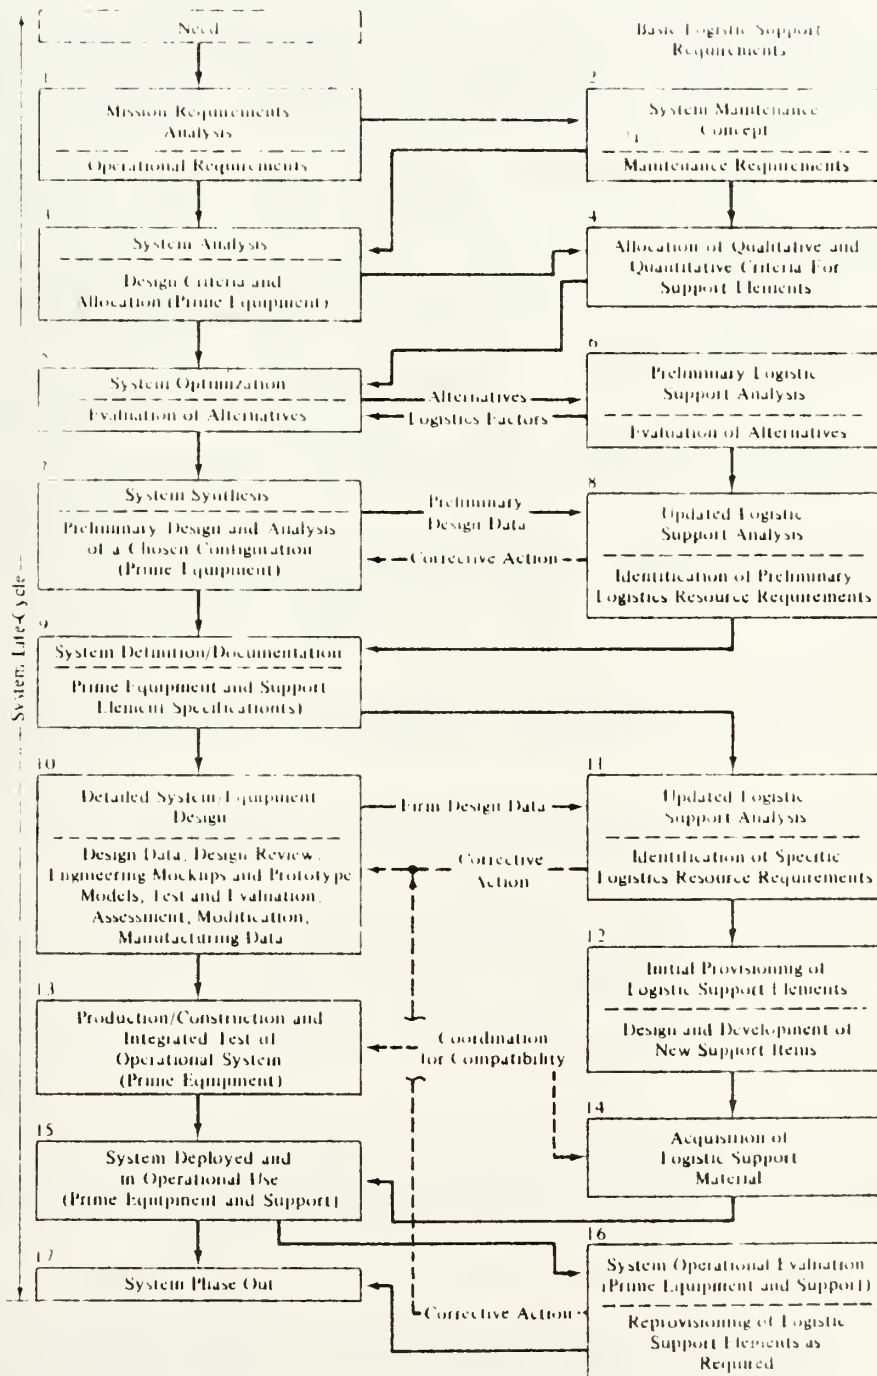 Need
Basic Logistic Support
Requirements
1
Mission Requirements
Analysis
Operational Requirements
2
System Maintenance
Concept
Maintenance Requirements
3
System Analysis
Design Criteria and
Allocation (Prime Equipment)
4
Allocation of Qualitative and
Quantitative Criteria For
Support Elements
5
System Optimization
Evaluation of Alternatives
Alternatives
Logistics Factors
6
Preliminary Logistic
Support Analysis
Evaluation of Alternatives
7
System Synthesis
Preliminary Design and Analysis
of a Chosen Configuration
(Prime Equipment)
Preliminary
Design Data
Corrective Action
8
Updated Logistic
Support Analysis
Identification of Preliminary
Logistics Resource Requirements
System Life-Cycle
9
System Definition/Documentation
Prime Equipment and Support
Element Specification(s)
10
Detailed System/Equipment
Design
Design Data, Design Review,
Engineering Mockups and Prototype
Models, Test and Evaluation,
Assessment, Modification,
Manufacturing Data
Firm Design Data
Corrective
Action
11
Updated Logistic
Support Analysis
Identification of Specific
Logistics Resource Requirements
12
Initial Provisioning of
Logistic Support Elements
Design and Development of
New Support Items
13
Production/Construction and
Integrated Test of
Operational System
(Prime Equipment)
Coordination
for Compatibility
14
Acquisition of
Logistic Support
Material
15
System Deployed and
in Operational Use
(Prime Equipment and Support)
16
System Operational Evaluation
(Prime Equipment and Support)
Reprovisioning of Logistic
Support Elements as
Required
17
System Phase Out
Corrective Action